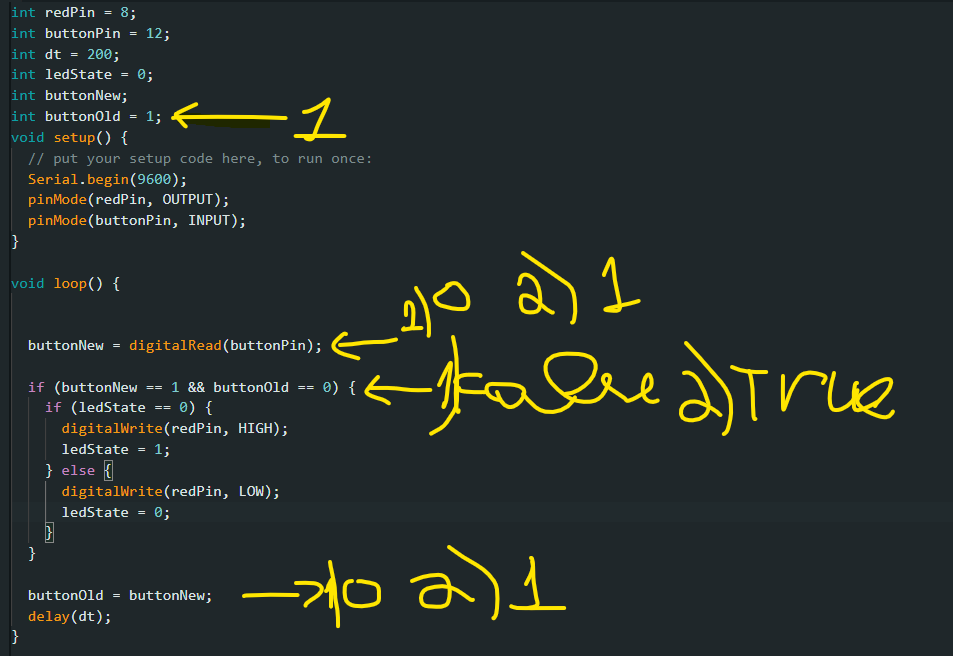 int redPin = 8;
int buttonPin = 12;
int dt = 200;
int ledState = 0;
int buttonNew;
int buttonOld = 1; 1
void setup() {
  // put your setup code here, to run once:
  Serial.begin(9600);
  pinMode(redPin, OUTPUT);
  pinMode(buttonPin, INPUT);
}

void loop() {

1)0 2)1
  buttonNew = digitalRead(buttonPin);

  if (buttonNew == 1 && buttonOld == 0) { 1)False 2)True
    if (ledState == 0) {
      digitalWrite(redPin, HIGH);
      ledState = 1;
    } else {
      digitalWrite(redPin, LOW);
      ledState = 0;
    }
  }

  buttonOld = buttonNew; 1)0 2)1
  delay(dt);
}